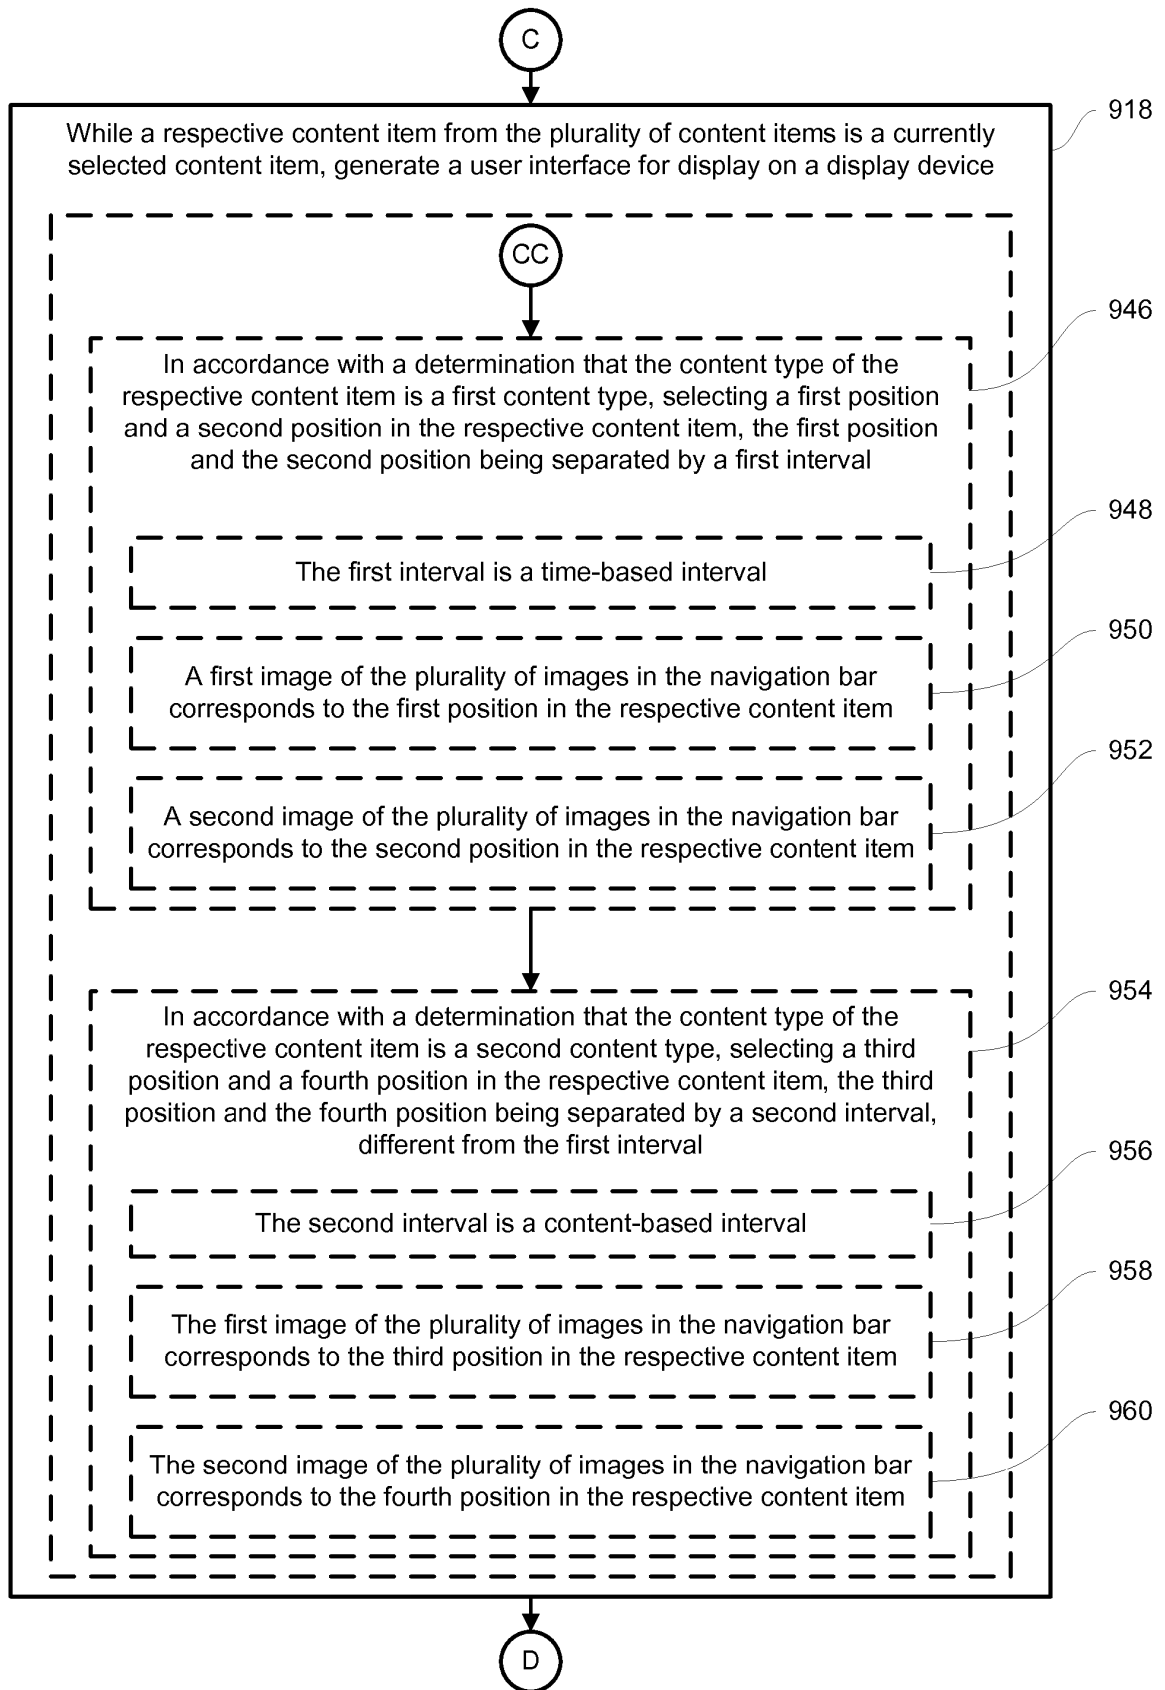 C
918
While a respective content item from the plurality of content items is a currently
selected content item, generate a user interface for display on a display device
CC
946
In accordance with a determination that the content type of the
respective content item is a first content type, selecting a first position
and a second position in the respective content item, the first position
and the second position being separated by a first interval
948
The first interval is a time-based interval
950
A first image of the plurality of images in the navigation bar
corresponds to the first position in the respective content item
952
A second image of the plurality of images in the navigation bar
corresponds to the second position in the respective content item
954
In accordance with a determination that the content type of the
respective content item is a second content type, selecting a third
position and a fourth position in the respective content item, the third
position and the fourth position being separated by a second interval,
different from the first interval
956
The second interval is a content-based interval
958
The first image of the plurality of images in the navigation bar
corresponds to the third position in the respective content item
960
The second image of the plurality of images in the navigation bar
corresponds to the fourth position in the respective content item
D